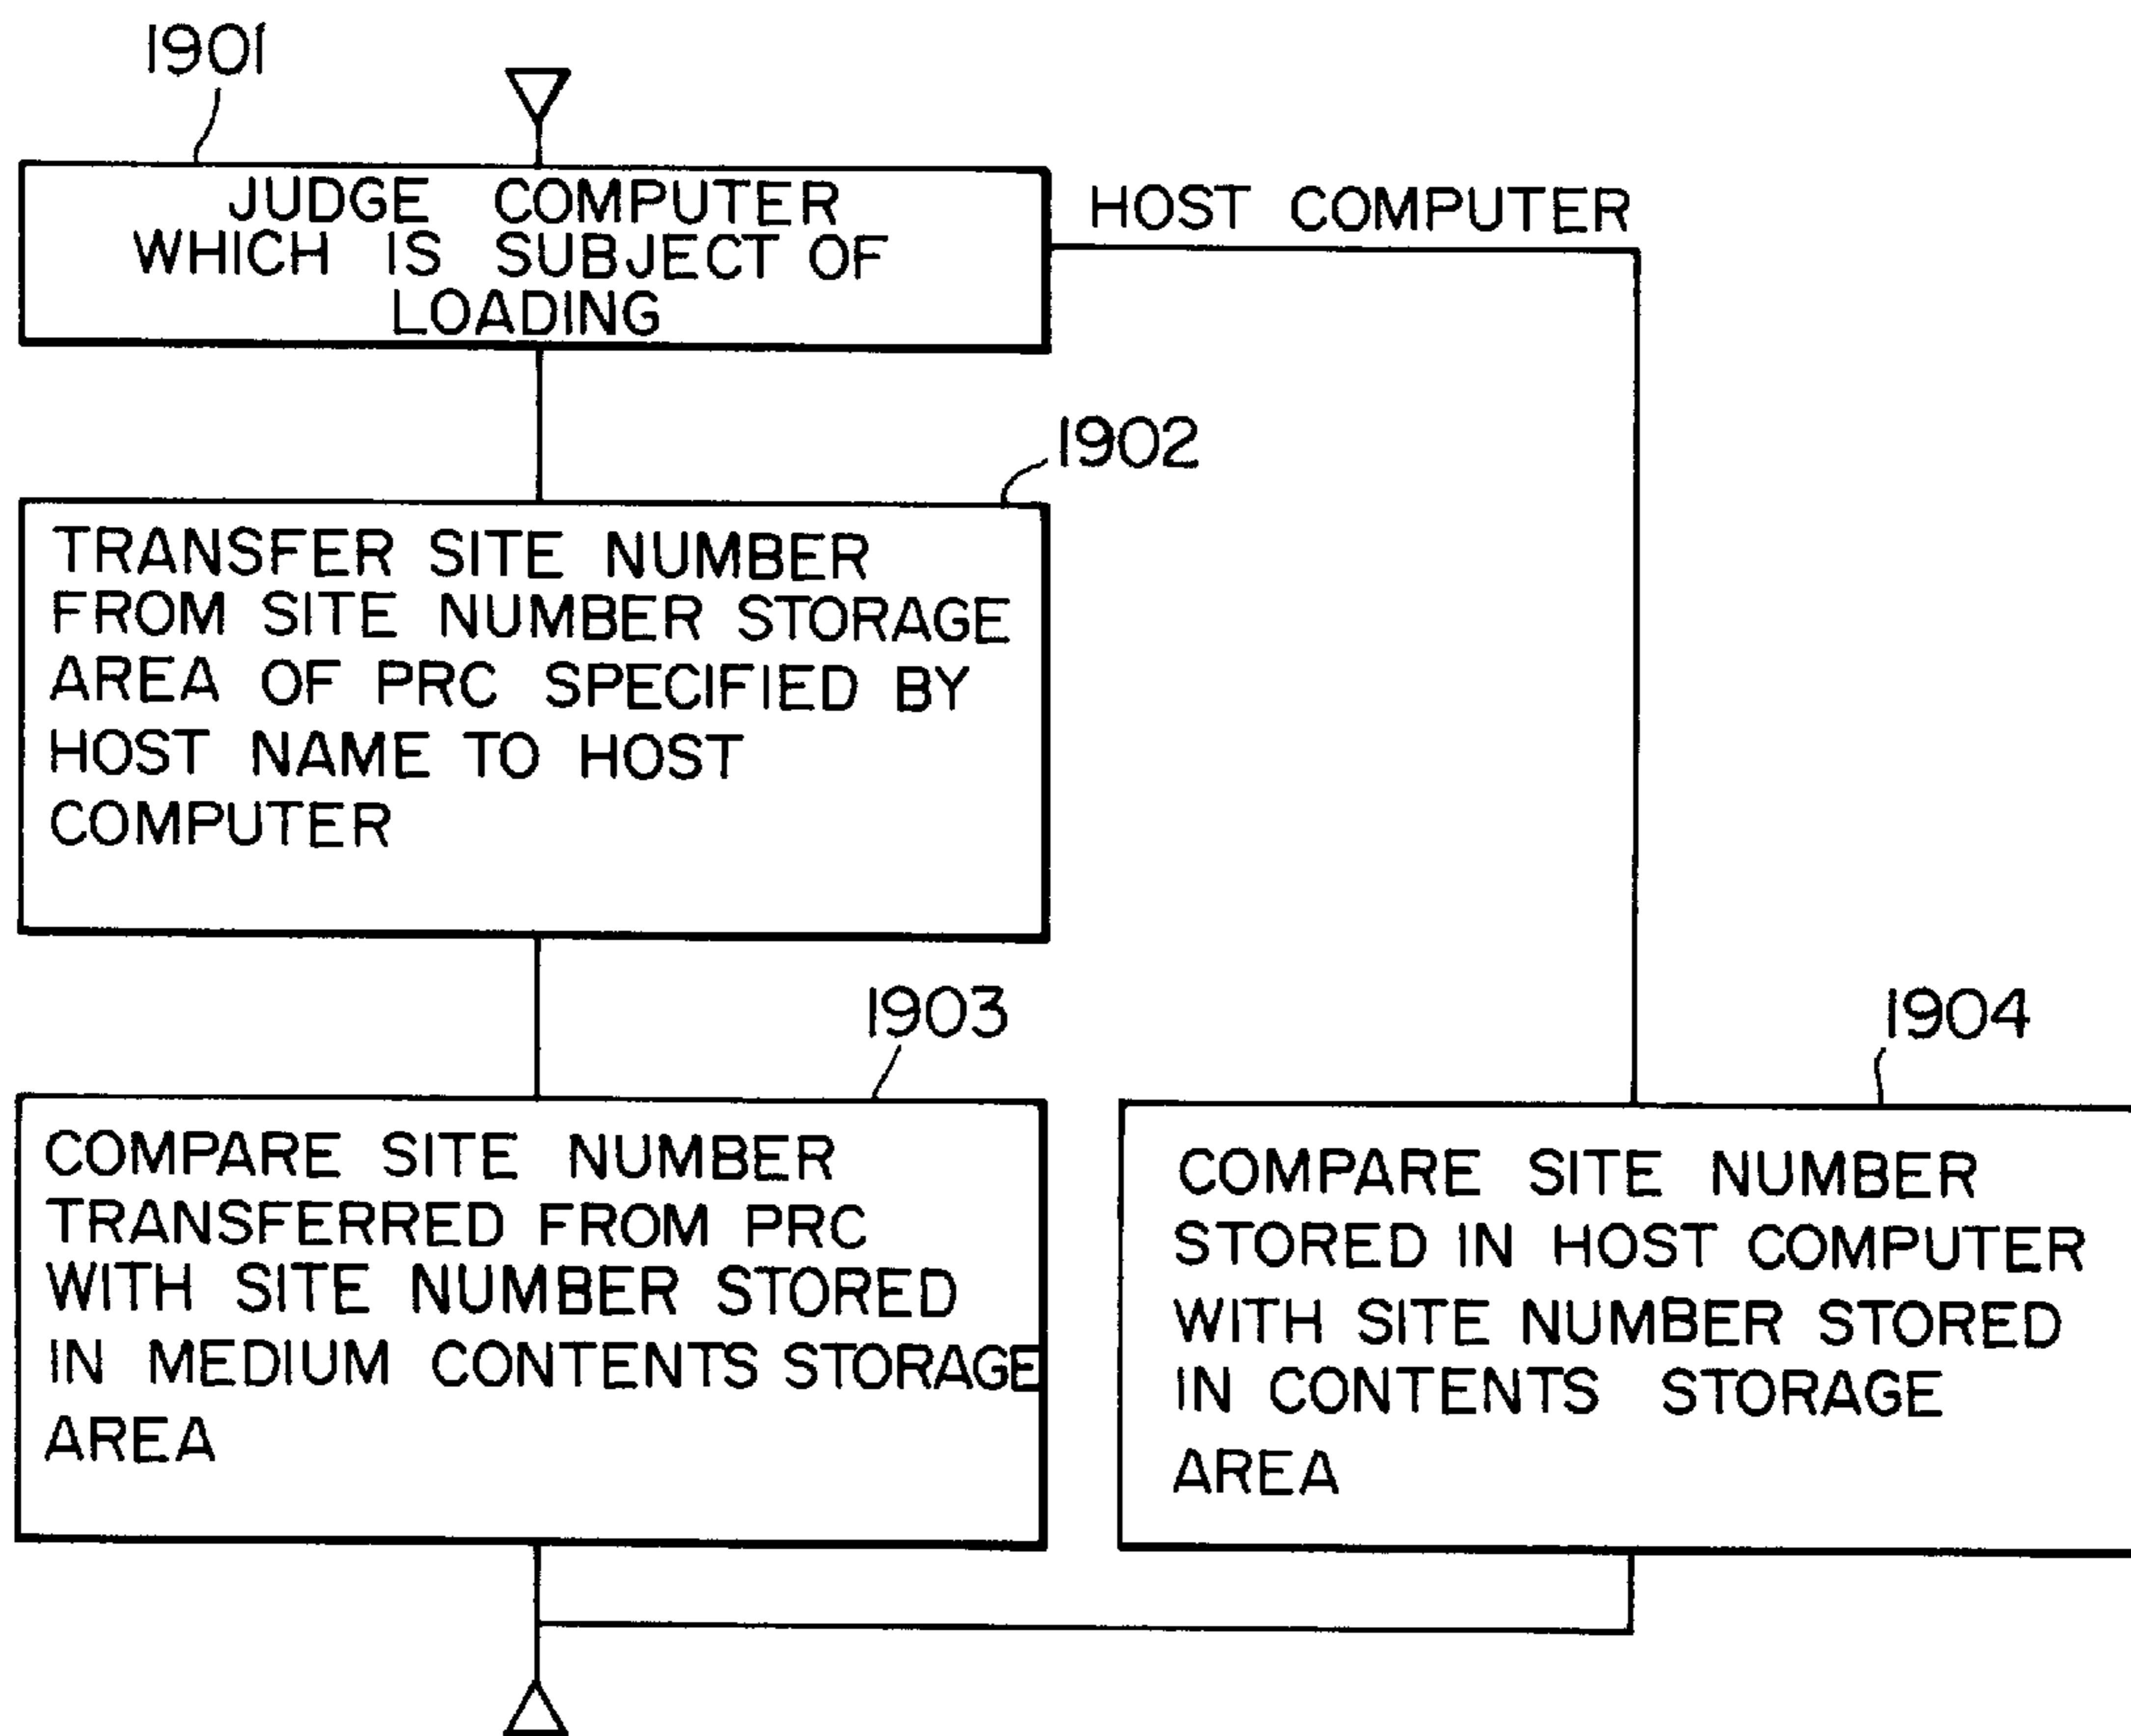 1901
JUDGE COMPUTER
WHICH IS SUBJECT OF
LOADING
HOST COMPUTER
1902
TRANSFER SITE NUMBER
FROM SITE NUMBER STORAGE
AREA OF PRC SPECIFIED BY
HOST NAME TO HOST
COMPUTER
1903
COMPARE SITE NUMBER
TRANSFERRED FROM PRC
WITH SITE NUMBER STORED
IN MEDIUM CONTENTS STORAGE
AREA
1904
COMPARE SITE NUMBER
STORED IN HOST COMPUTER
WITH SITE NUMBER STORED
IN CONTENTS STORAGE
AREA